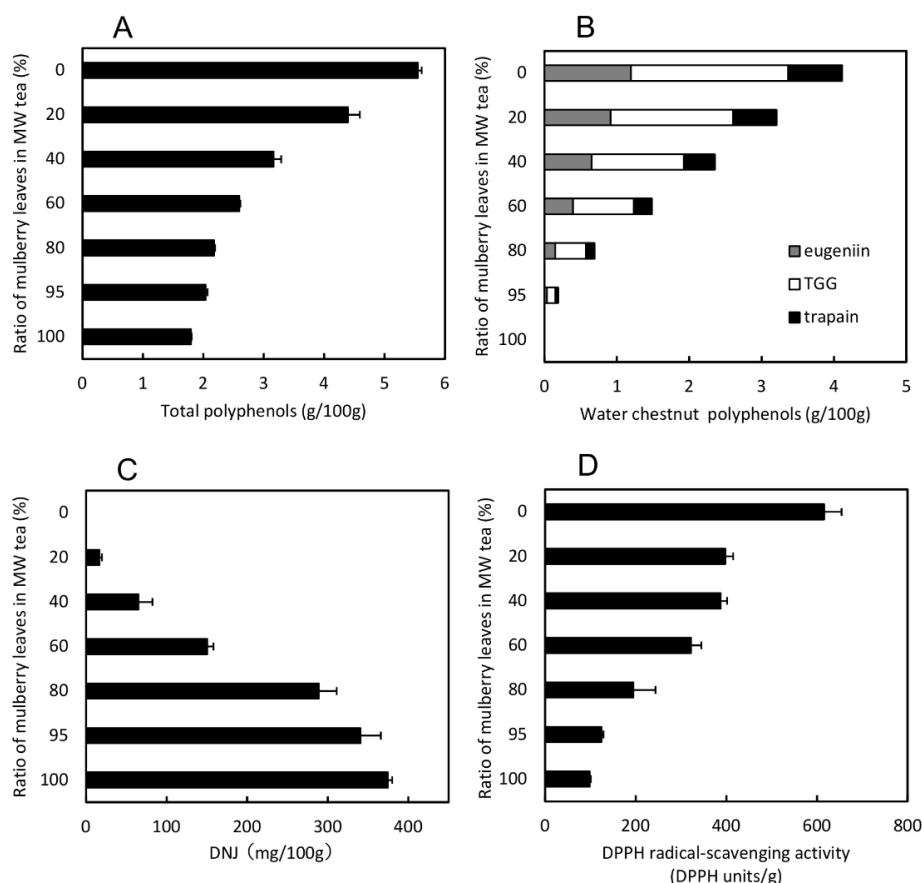 A
Ratio of mulberry leaves in MW tea (%)
0
20
40
60
80
95
100
0 1 2 3 4 5 6
Total polyphenols (g/100g)
B
Ratio of mulberry leaves in MW tea (%)
0
20
40
60
80
95
100
eugeniin
TGG
trapain
0 1 2 3 4 5
Water chestnut polyphenols (g/100g)
C
Ratio of mulberry leaves in MW tea (%)
0
20
40
60
80
95
100
0 100 200 300 400
DNJ（mg/100g）
D
Ratio of mulberry leaves in MW tea (%)
0
20
40
60
80
95
100
0 200 400 600 800
DPPH radical-scavenging activity
(DPPH units/g)